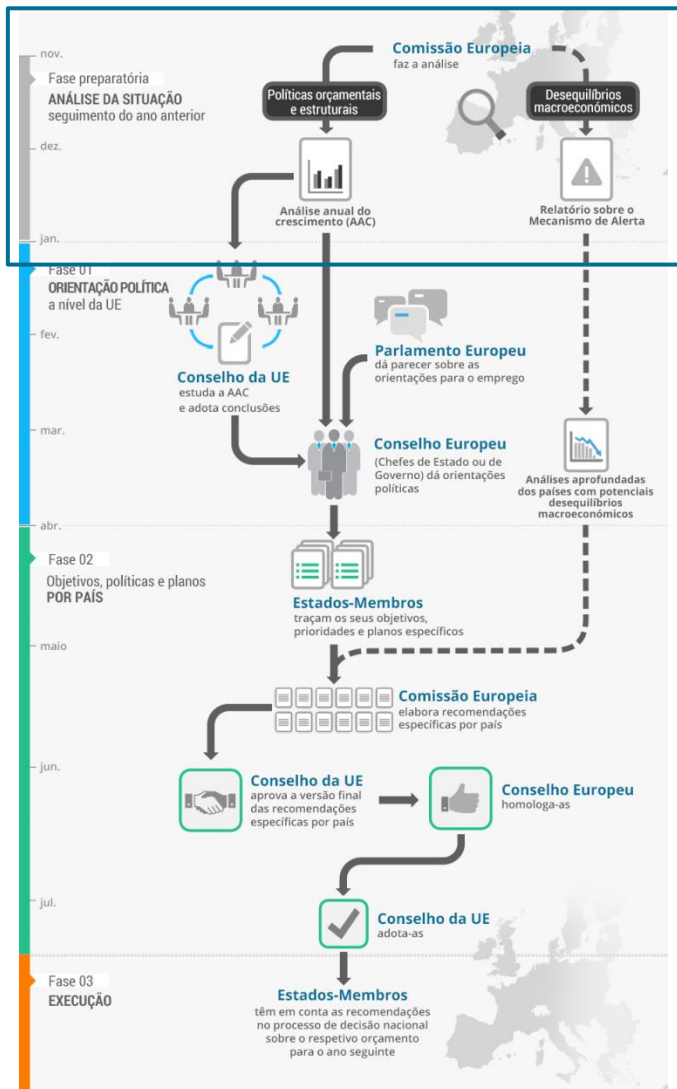 nov.
Fase preparatória
ANÁLISE DA SITUAÇÃO
seguimento do ano anterior
Comissão Europeia
faz a análise
Políticas orçamentais
e estruturais
Desequilíbrios
macroeconómicos
dez.
Análise anual do
crescimento (AAC)
Relatório sobre o
Mecanismo de Alerta
jan.
Fase 01
ORIENTAÇÃO POLÍTICA
a nível da UE
fev.
Conselho da UE
estuda a AAC
e adota conclusões
Parlamento Europeu
dá parecer sobre as
orientações para o emprego
mar.
Conselho Europeu
(Chefes de Estado ou de
Governo) dá orientações
políticas
Análises aprofundadas
dos países com potenciais
desequilíbrios
macroeconómicos
abr.
Fase 02
Objetivos, políticas e planos
POR PAÍS
Estados-Membros
traçam os seus objetivos,
prioridades e planos específicos
maio
Comissão Europeia
elabora recomendações
específicas por país
jun.
Conselho da UE
aprova a versão final
das recomendações
específicas por país
Conselho Europeu
homologa-as
jul.
Conselho da UE
adota-as
Fase 03
EXECUÇÃO
Estados-Membros
têm em conta as recomendações
no processo de decisão nacional
sobre o respetivo orçamento
para o ano seguinte